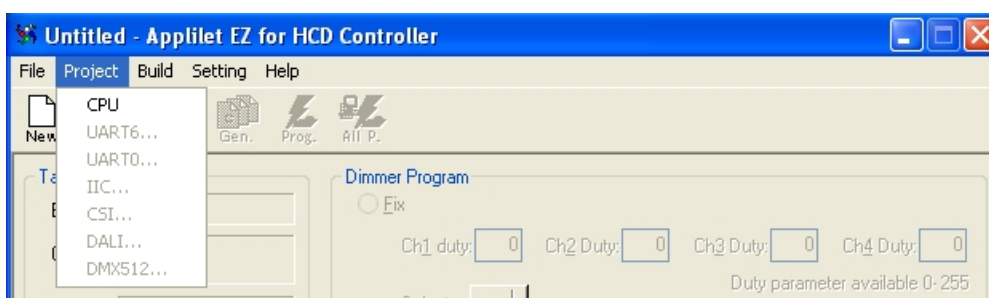 Untitled - Applilet EZ for HCD Controller
File Project Build Setting Help
New Gen. Prog. All P.
CPU
UART6...
UART0...
IIC...
CSI...
DALI...
DMX512...
Dimmer Program
Fix
Ch1 duty: 0 Ch2 Duty: 0 Ch3 Duty: 0 Ch4 Duty: 0
Duty parameter available 0-255